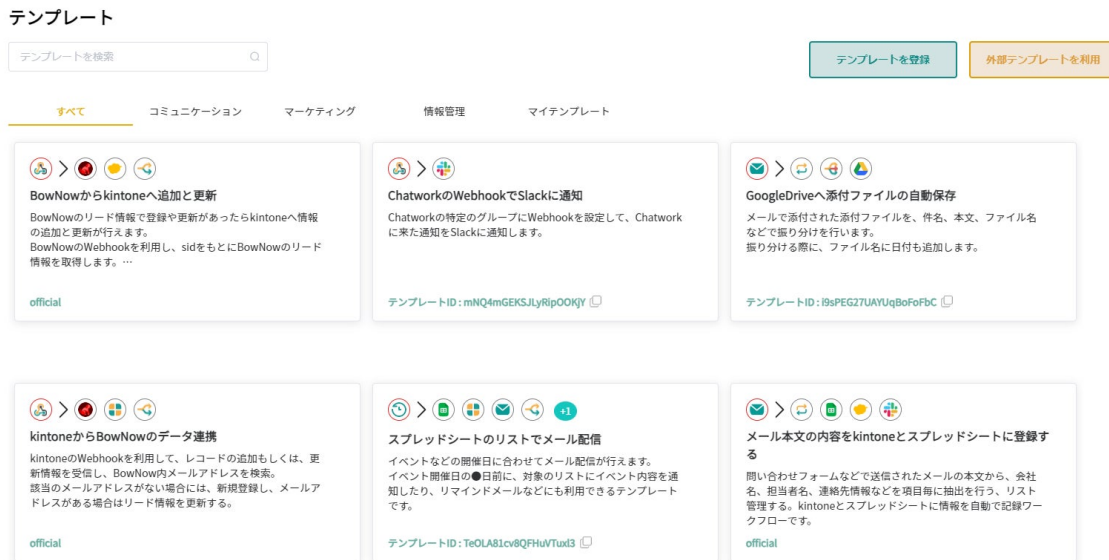 テンプレート
テンプレートを検索
テンプレートを登録
外部テンプレートを利用
すべて
コミュニケーション
マーケティング
情報管理
マイテンプレート
BowNowからkintoneへ追加と更新
BowNowのリード情報で登録や更新があったらkintoneへ情報
の追加と更新が行えます。
BowNowのWebhookを利用し、sidをもとにBowNowのリード
情報を取得します。…
official
ChatworkのWebhookでSlackに通知
Chatworkの特定のグループにWebhookを設定して、Chatwork
に来た通知をSlackに通知します。
テンプレートID : mNQ4mGEKSJLyRipOOKjY
GoogleDriveへ添付ファイルの自動保存
メールで添付された添付ファイルを、件名、本文、ファイル名
などで振り分けを行います。
振り分ける際に、ファイル名に日付も追加します。
テンプレートID : i9sPEG27UAYUqBoFoFbC
kintoneからBowNowのデータ連携
kintoneのWebhookを利用して、レコードの追加もしくは、更
新情報を受信し、BowNow内メールアドレスを検索。
該当のメールアドレスがない場合には、新規登録し、メールア
ドレスがある場合はリード情報を更新する。
official
+1
スプレッドシートのリストでメール配信
イベントなどの開催日に合わせてメール配信が行えます。
イベント開催日の●日前に、対象のリストにイベント内容を通
知したり、リマインドメールなどにも利用できるテンプレート
です。
テンプレートID : TeOLA81cv8QFHuVTuxl3
メール本文の内容をkintoneとスプレッドシートに登録す
る
問い合わせフォームなどで送信されたメールの本文から、会社
名、担当者名、連絡先情報などを項目毎に抽出を行う、リスト
管理する。kintoneとスプレッドシートに情報を自動で記録ワー
クフローです。
official